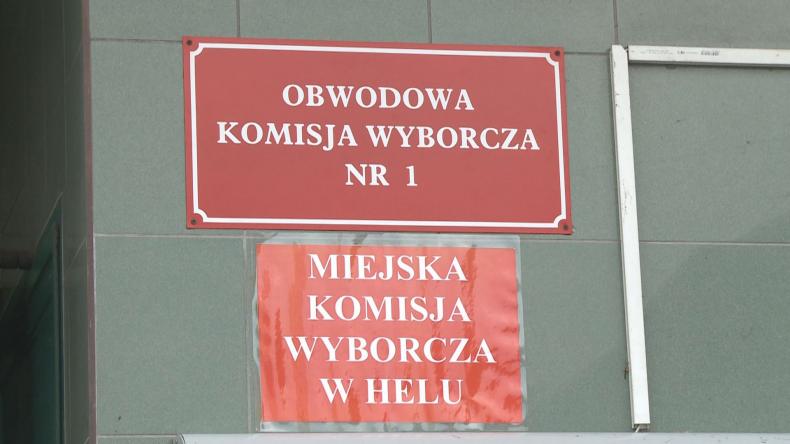 OBWODOWA
KOMISJA WYBORCZA
NR 1
MIEJSKA
KOMISJA
WYBORCZA
W HELU